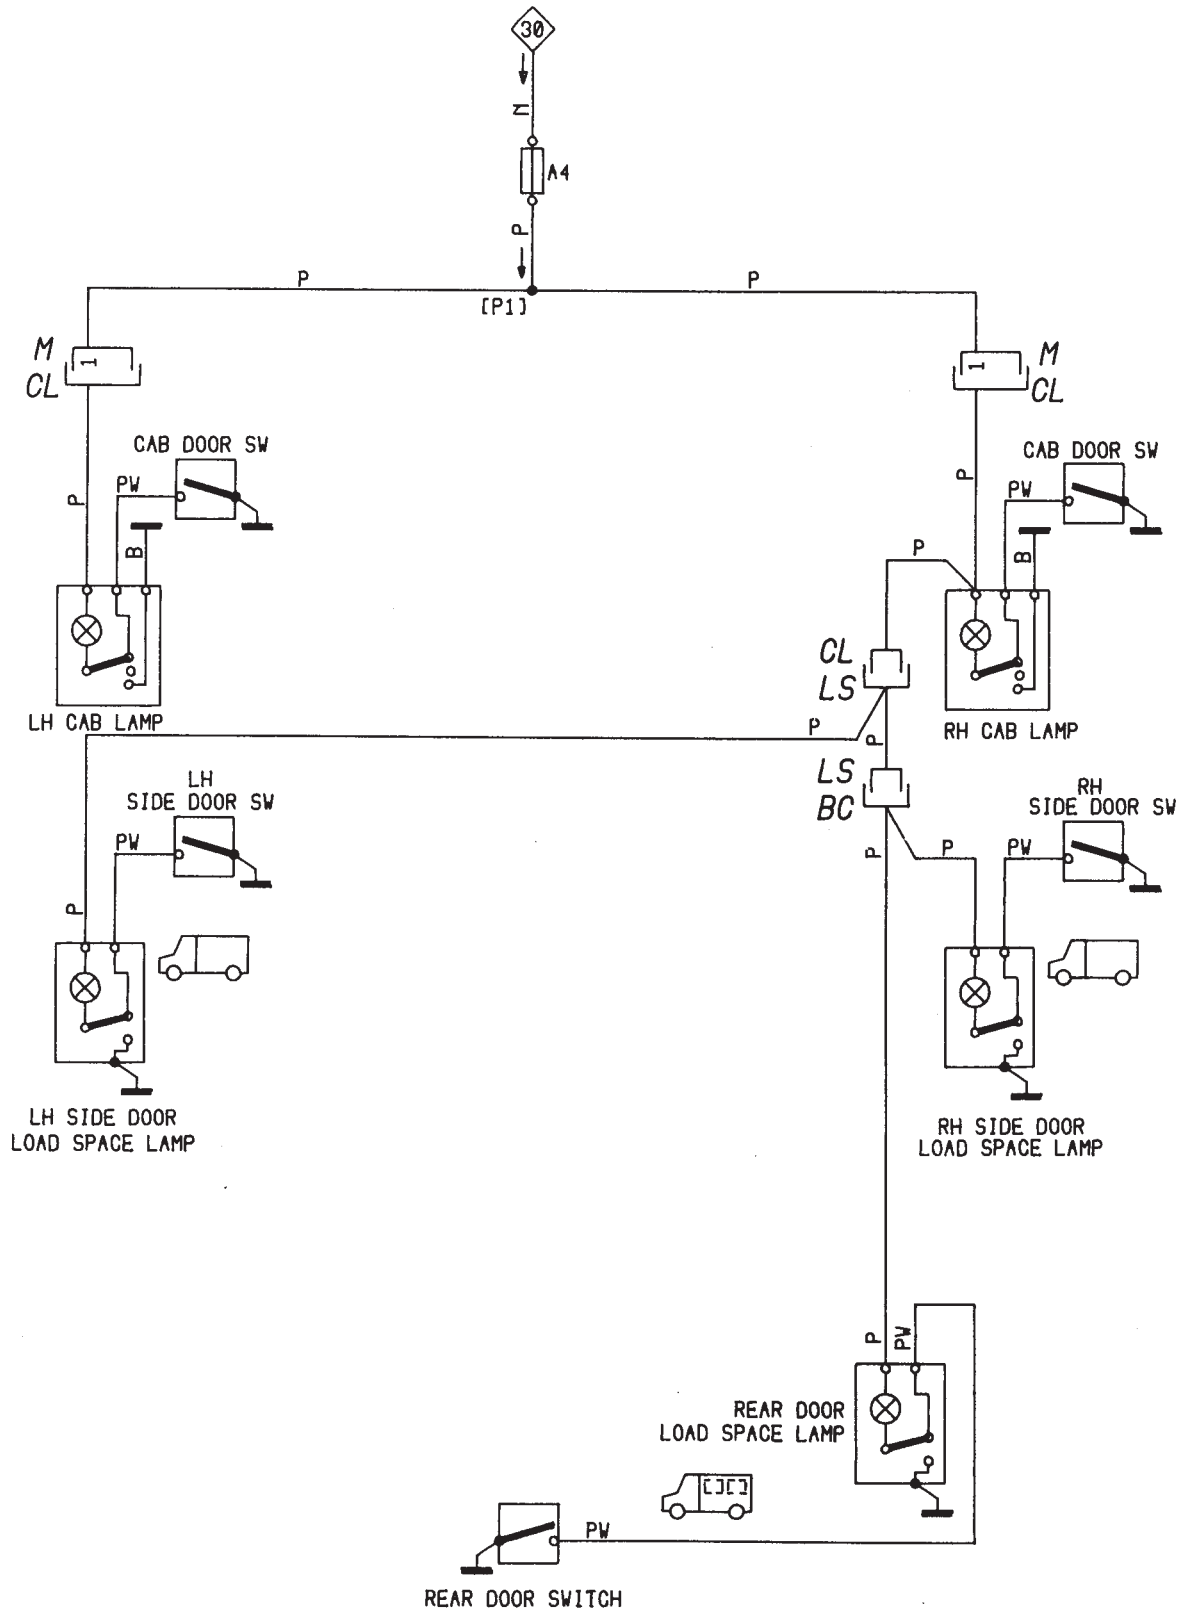 30
N
A4
P
P
P
[P1]
M
1
CL
M
1
CL
CAB DOOR SW
PW
P
B
CAB DOOR SW
PW
P
B
P
CL
LS
LH CAB LAMP
RH CAB LAMP
P
P
LS
BC
LH
SIDE DOOR SW
PW
P
RH
SIDE DOOR SW
PW
P
P
LH SIDE DOOR
LOAD SPACE LAMP
RH SIDE DOOR
LOAD SPACE LAMP
P
PW
REAR DOOR
LOAD SPACE LAMP
PW
REAR DOOR SWITCH